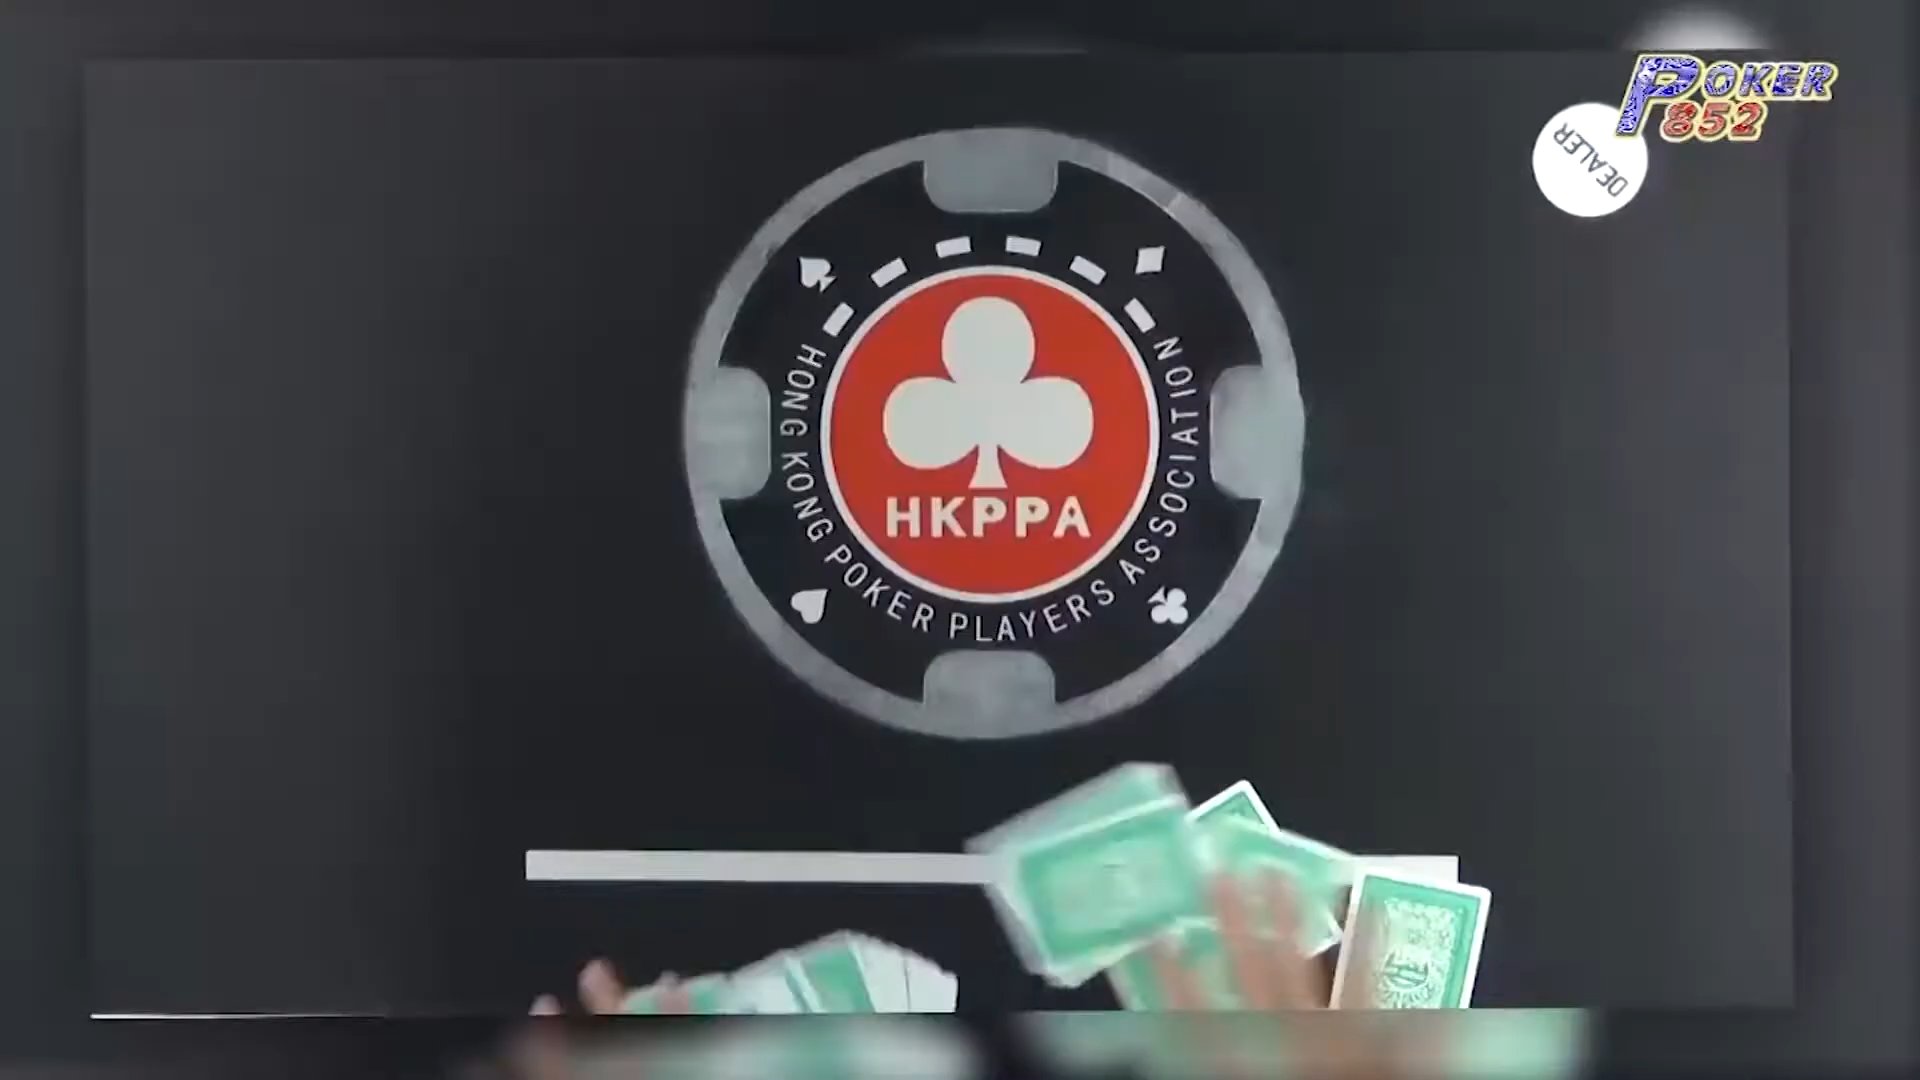 POKER
852
DEALER
HKPPA
HONG KONG POKER PLAYERS ASSOCIATION